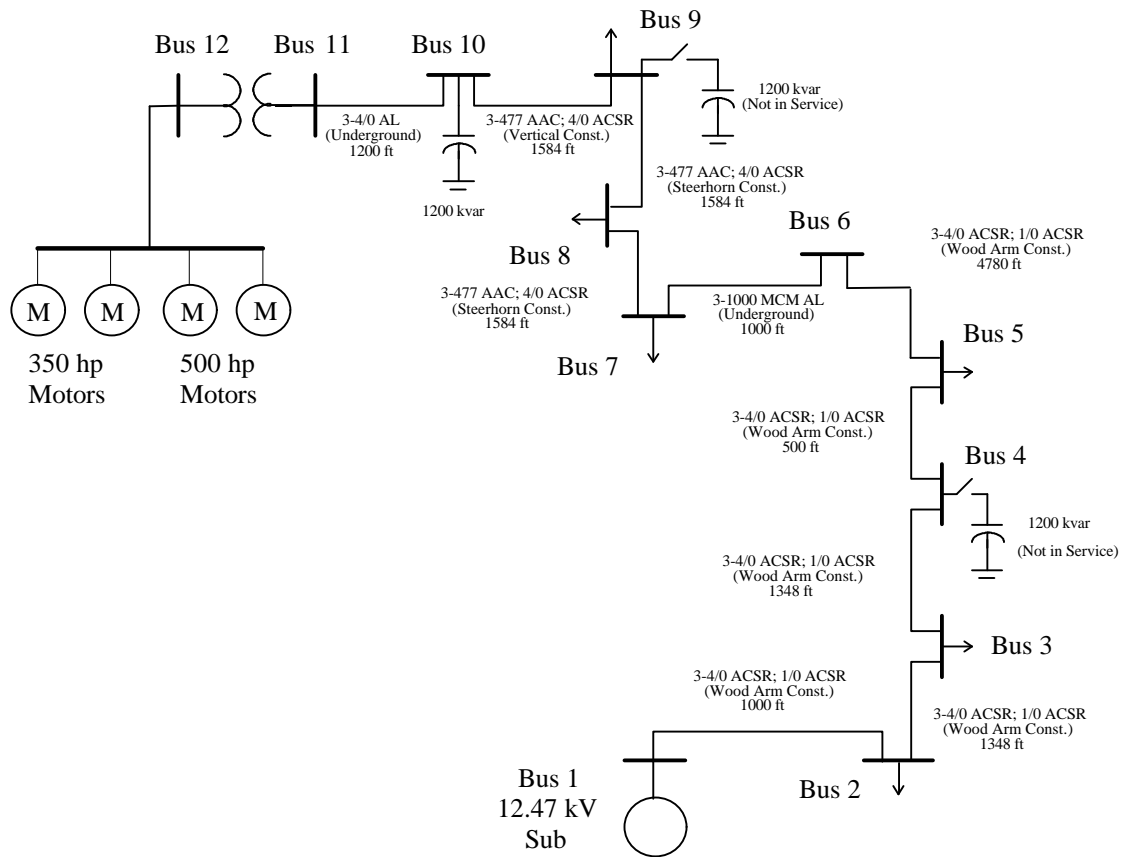 Bus 9
Bus 12
Bus 11
Bus 10
1200 kvar
(Not in Service)
3-4/0 AL
(Underground)
1200 ft
3-477 AAC; 4/0 ACSR
(Vertical Const.)
1584 ft
3-477 AAC; 4/0 ACSR
(Steerhorn Const.)
1584 ft
1200 kvar
Bus 6
3-4/0 ACSR; 1/0 ACSR
(Wood Arm Const.)
4780 ft
Bus 8
3-477 AAC; 4/0 ACSR
(Steerhorn Const.)
1584 ft
3-1000 MCM AL
(Underground)
1000 ft
M
M
M
M
Bus 5
350 hp
Motors
500 hp
Motors
Bus 7
3-4/0 ACSR; 1/0 ACSR
(Wood Arm Const.)
500 ft
Bus 4
1200 kvar
(Not in Service)
3-4/0 ACSR; 1/0 ACSR
(Wood Arm Const.)
1348 ft
Bus 3
3-4/0 ACSR; 1/0 ACSR
(Wood Arm Const.)
1000 ft
3-4/0 ACSR; 1/0 ACSR
(Wood Arm Const.)
1348 ft
Bus 1
12.47 kV
Sub
Bus 2